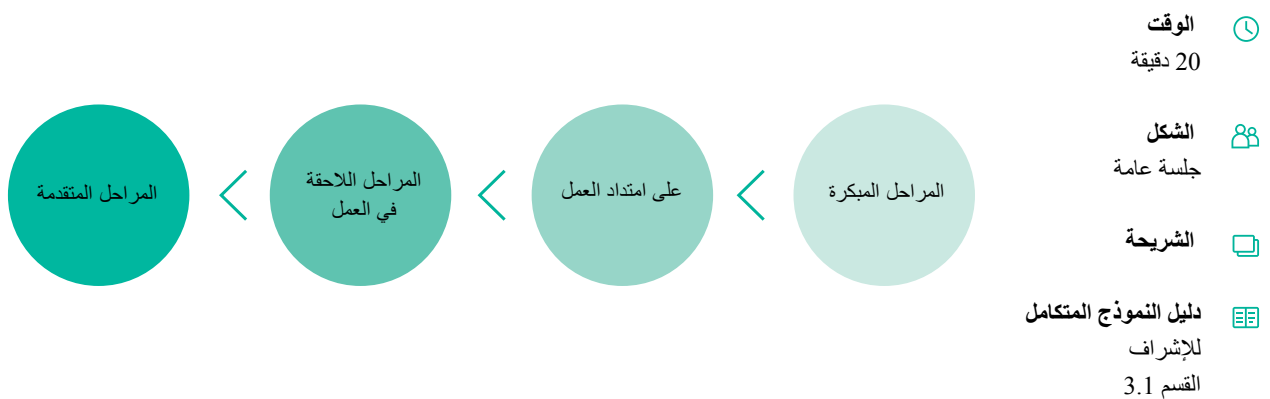 الوقت
20 دقيقة
الشكل
جلسة عامة
الشريحة
دليل النموذج المتكامل
للإشراف
القسم 3.1
المراحل المبكرة
على امتداد العمل
المراحل اللاحقة
في العمل
المراحل المتقدمة